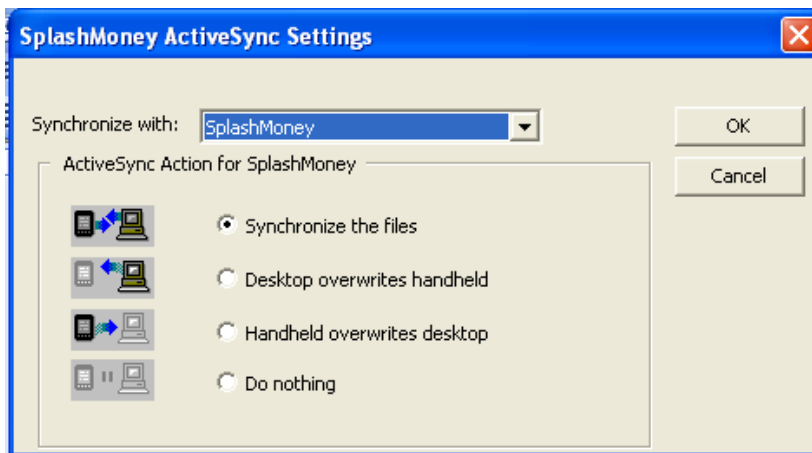 SplashMoney ActiveSync Settings
Synchronize with: SplashMoney
OK
ActiveSync Action for SplashMoney
Cancel
Synchronize the files
Desktop overwrites handheld
Handheld overwrites desktop
Do nothing